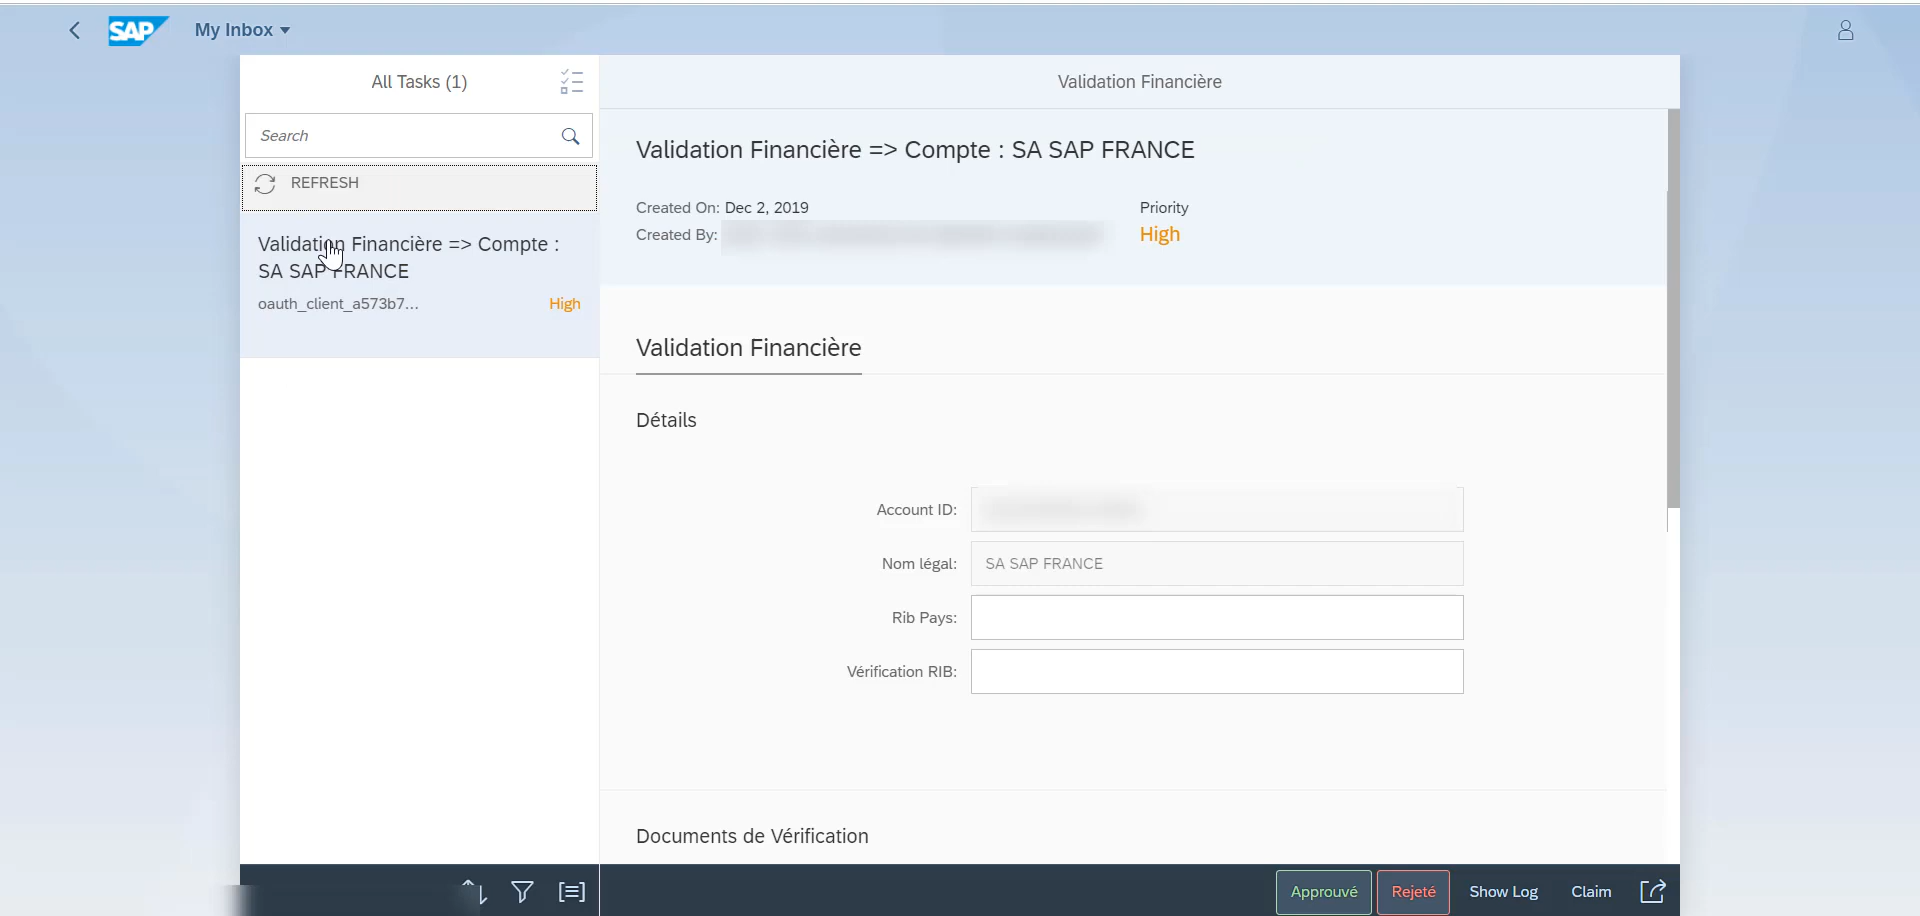 SAP My Inbox
All Tasks (1)
Search
REFRESH
Validation Financière => Compte :
SA SAP FRANCE
oauth_client_a573b7... High
Validation Financière
Validation Financière => Compte : SA SAP FRANCE
Created On: Dec 2, 2019
Created By:
Priority
High
Validation Financière
Détails
Account ID:
Nom légal: SA SAP FRANCE
Rib Pays:
Vérification RIB:
Documents de Vérification
Approuvé Rejeté Show Log Claim